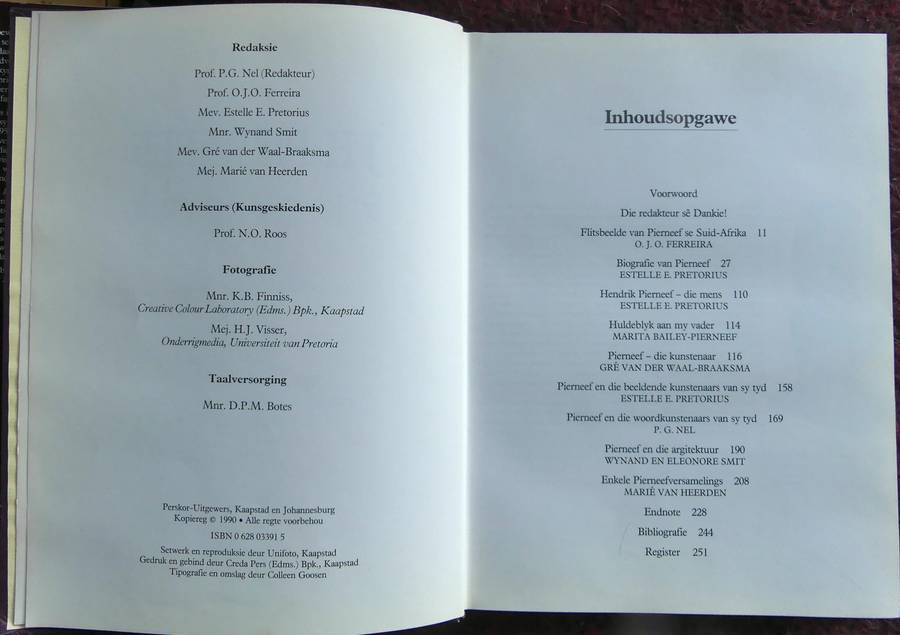 Redaksie
Prof. P.G. Nel (Redakteur)
Prof. O.J.O. Ferreira
Mev. Estelle E. Pretorius
Mnr. Wynand Smit
Mev. Gré van der Waal-Braaksma
Mej. Marié van Heerden
Adviseurs (Kunsgeskiedenis)
Prof. N.O. Roos
Fotografie
Mnr. K.B. Finniss,
Creative Colour Laboratory (Edms.) Bpk., Kaapstad
Mej. H.J. Visser,
Onderrigmedia, Universiteit van Pretoria
Taalversorging
Mnr. D.P.M. Botes
Perskor-Uitgewers, Kaapstad en Johannesburg
Kopiereg © 1990 • Alle regte voorbehou
ISBN 0 628 03391 5
Setwerk en reproduksie deur Unifoto, Kaapstad
Gedruk en gebind deur Creda Pers (Edms.) Bpk., Kaapstad
Tipografie en omslag deur Colleen Goosen
Inhoudsopgawe
Voorwoord
Die redakteur sê Dankie!
Flitsbeelde van Pierneef se Suid-Afrika 11
O. J. O. FERREIRA
Biografie van Pierneef 27
ESTELLE E. PRETORIUS
Hendrik Pierneef – die mens 110
ESTELLE E. PRETORIUS
Huldeblyk aan my vader 114
MARITA BAILEY-PIERNEEF
Pierneef – die kunstenaar 116
GRÉ VAN DER WAAL-BRAAKSMA
Pierneef en die beeldende kunstenaars van sy tyd 158
ESTELLE E. PRETORIUS
Pierneef en die woordkunstenaars van sy tyd 169
P. G. NEL
Pierneef en die argitektuur 190
WYNAND EN ELEONORE SMIT
Enkele Pierneefversamelings 208
MARIÉ VAN HEERDEN
Endnote 228
Bibliografie 244
Register 251